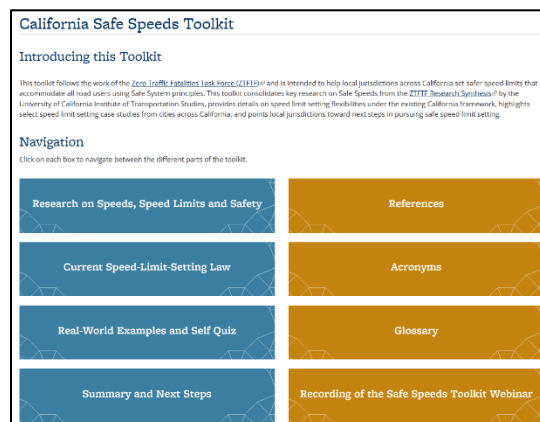 California Safe Speeds Toolkit
Introducing this Toolkit
This toolkit follows the work of the Zero Traffic Fatalities Task Force (ZTFTF) and is intended to help local jurisdictions across California set safer speed limits that
accommodate all road users using Safe System principles. This toolkit consolidates key research on Safe Speeds from the ZTFTF Research Synthesis by the
University of California Institute of Transportation Studies, provides details on speed limit setting flexibilities under the existing California framework, highlights
select speed limit setting case studies from cities across California, and points local jurisdictions toward next steps in pursuing safe speed limit setting.
Navigation
Click on each box to navigate between the different parts of the toolkit.
Research on Speeds, Speed Limits and Safety
References
Current Speed-Limit-Setting Law
Acronyms
Real-World Examples and Self Quiz
Glossary
Summary and Next Steps
Recording of the Safe Speeds Toolkit Webinar